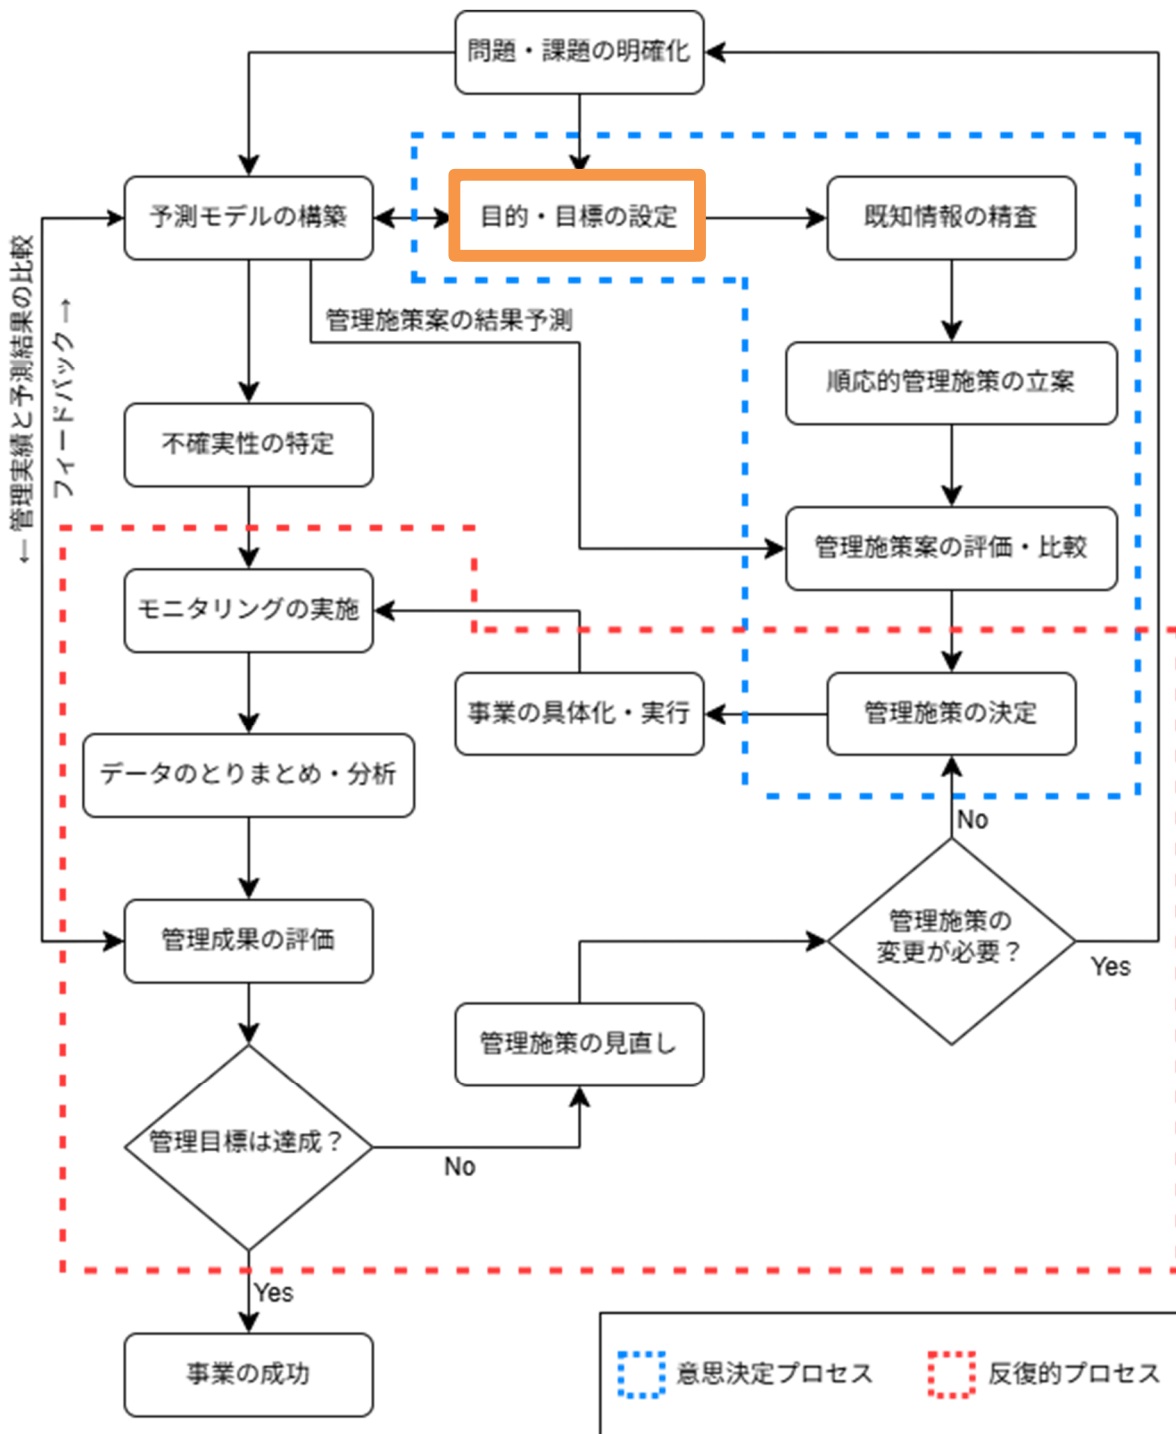 問題・課題の明確化
予測モデルの構築
目的・目標の設定
既知情報の精査
← 管理実績と予測結果の比較
フィードバック →
管理施策案の結果予測
順応的管理施策の立案
不確実性の特定
管理施策案の評価・比較
モニタリングの実施
事業の具体化・実行
管理施策の決定
データのとりまとめ・分析
No
管理成果の評価
管理施策の
変更が必要？
Yes
管理施策の見直し
管理目標は達成？
No
Yes
事業の成功
意思決定プロセス
反復的プロセス